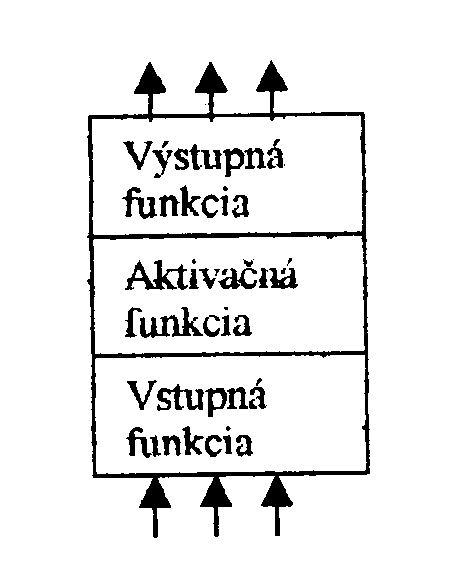 Výstupná
funkcia
Aktivačná
funkcia
Vstupná
funkcia